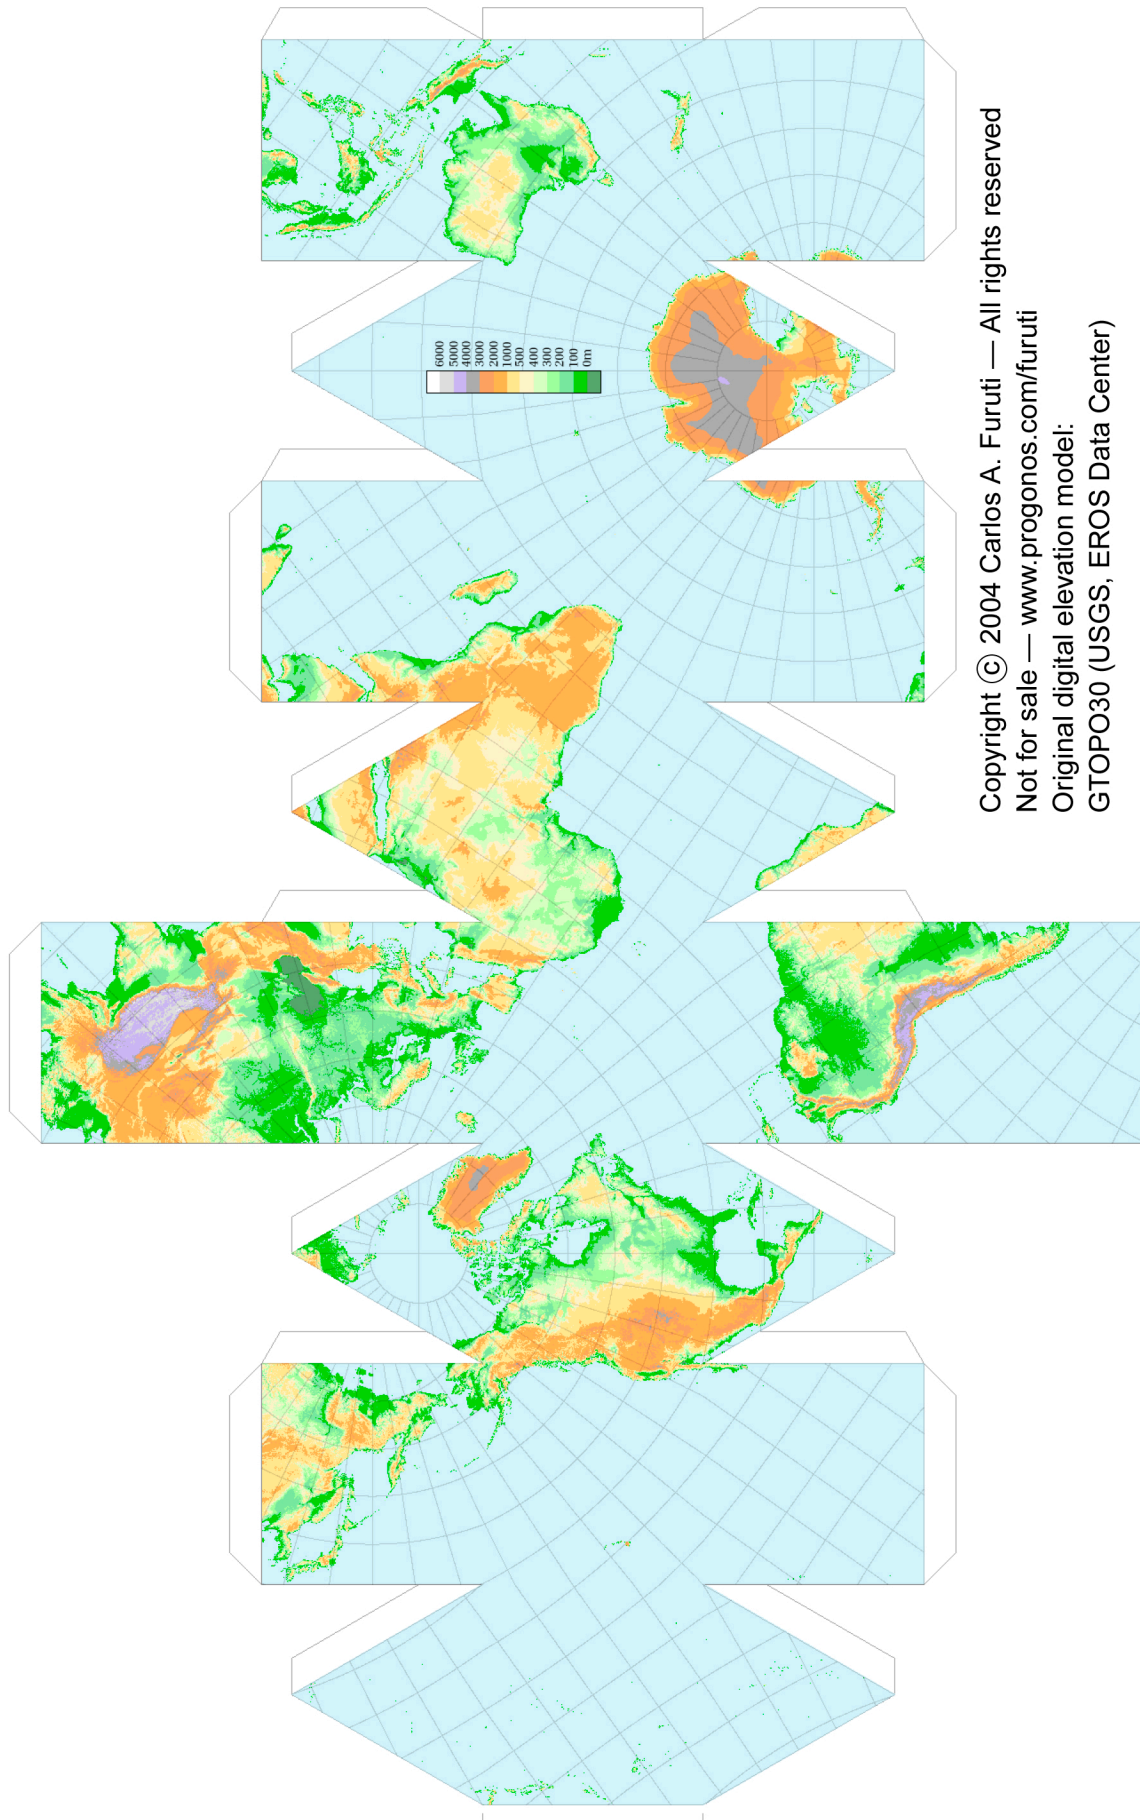 6000
5000
4000
3000
2000
1000
500
400
300
200
100
0m
Copyright © 2004 Carlos A. Furuti — All rights reserved
Not for sale — www.progonos.com/furuti
Original digital elevation model:
GTOPO30 (USGS, EROS Data Center)